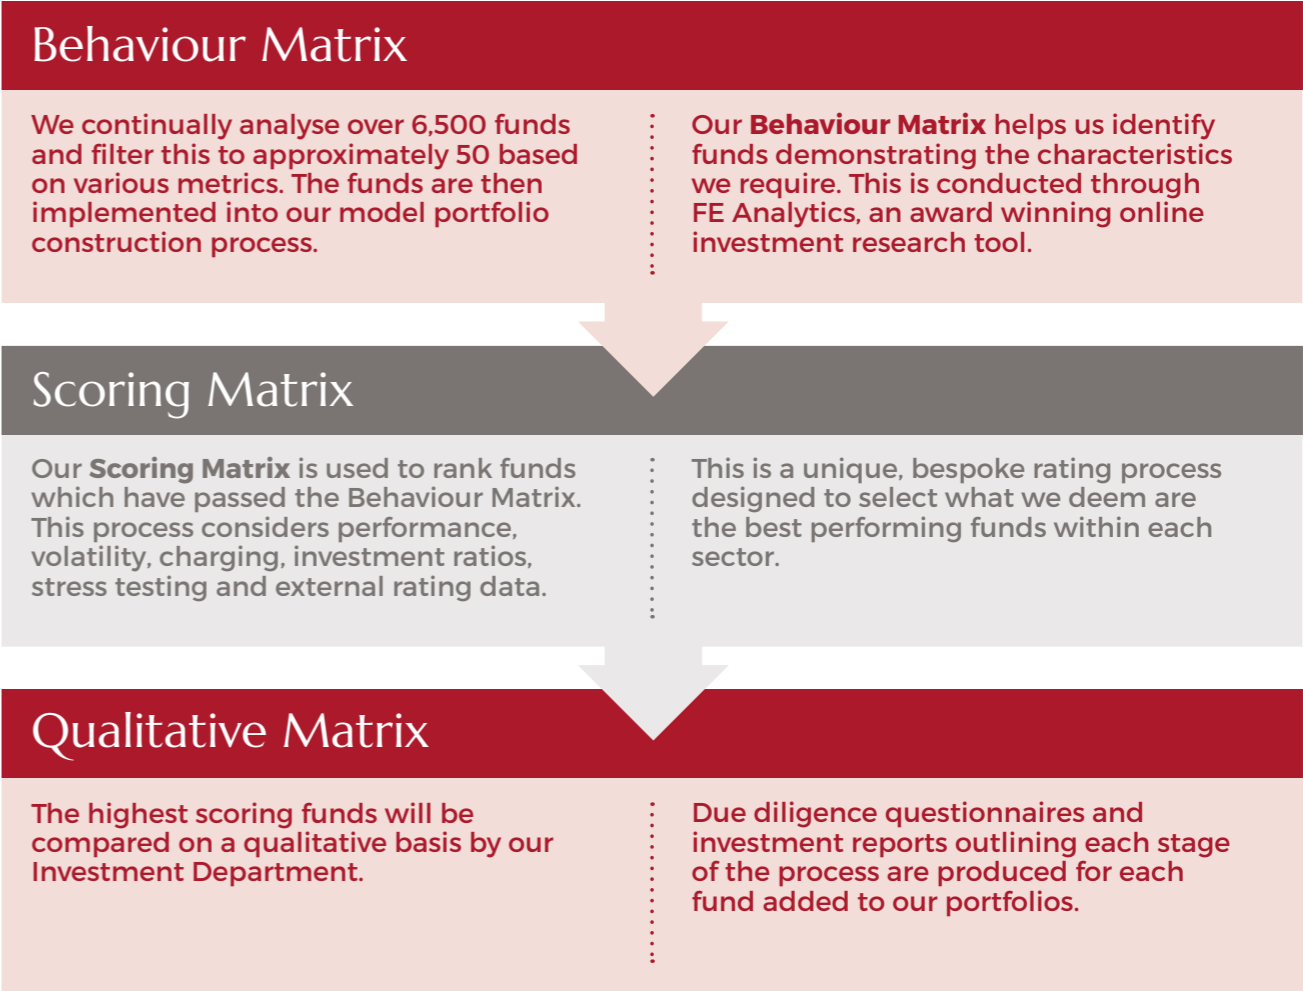 Behaviour Matrix
We continually analyse over 6,500 funds
and filter this to approximately 50 based
on various metrics. The funds are then
implemented into our model portfolio
construction process.
Our Behaviour Matrix helps us identify
funds demonstrating the characteristics
we require. This is conducted through
FE Analytics, an award winning online
investment research tool.
Scoring Matrix
Our Scoring Matrix is used to rank funds
which have passed the Behaviour Matrix.
This process considers performance,
volatility, charging, investment ratios,
stress testing and external rating data.
This is a unique, bespoke rating process
designed to select what we deem are
the best performing funds within each
sector.
Qualitative Matrix
The highest scoring funds will be
compared on a qualitative basis by our
Investment Department.
Due diligence questionnaires and
investment reports outlining each stage
of the process are produced for each
fund added to our portfolios.